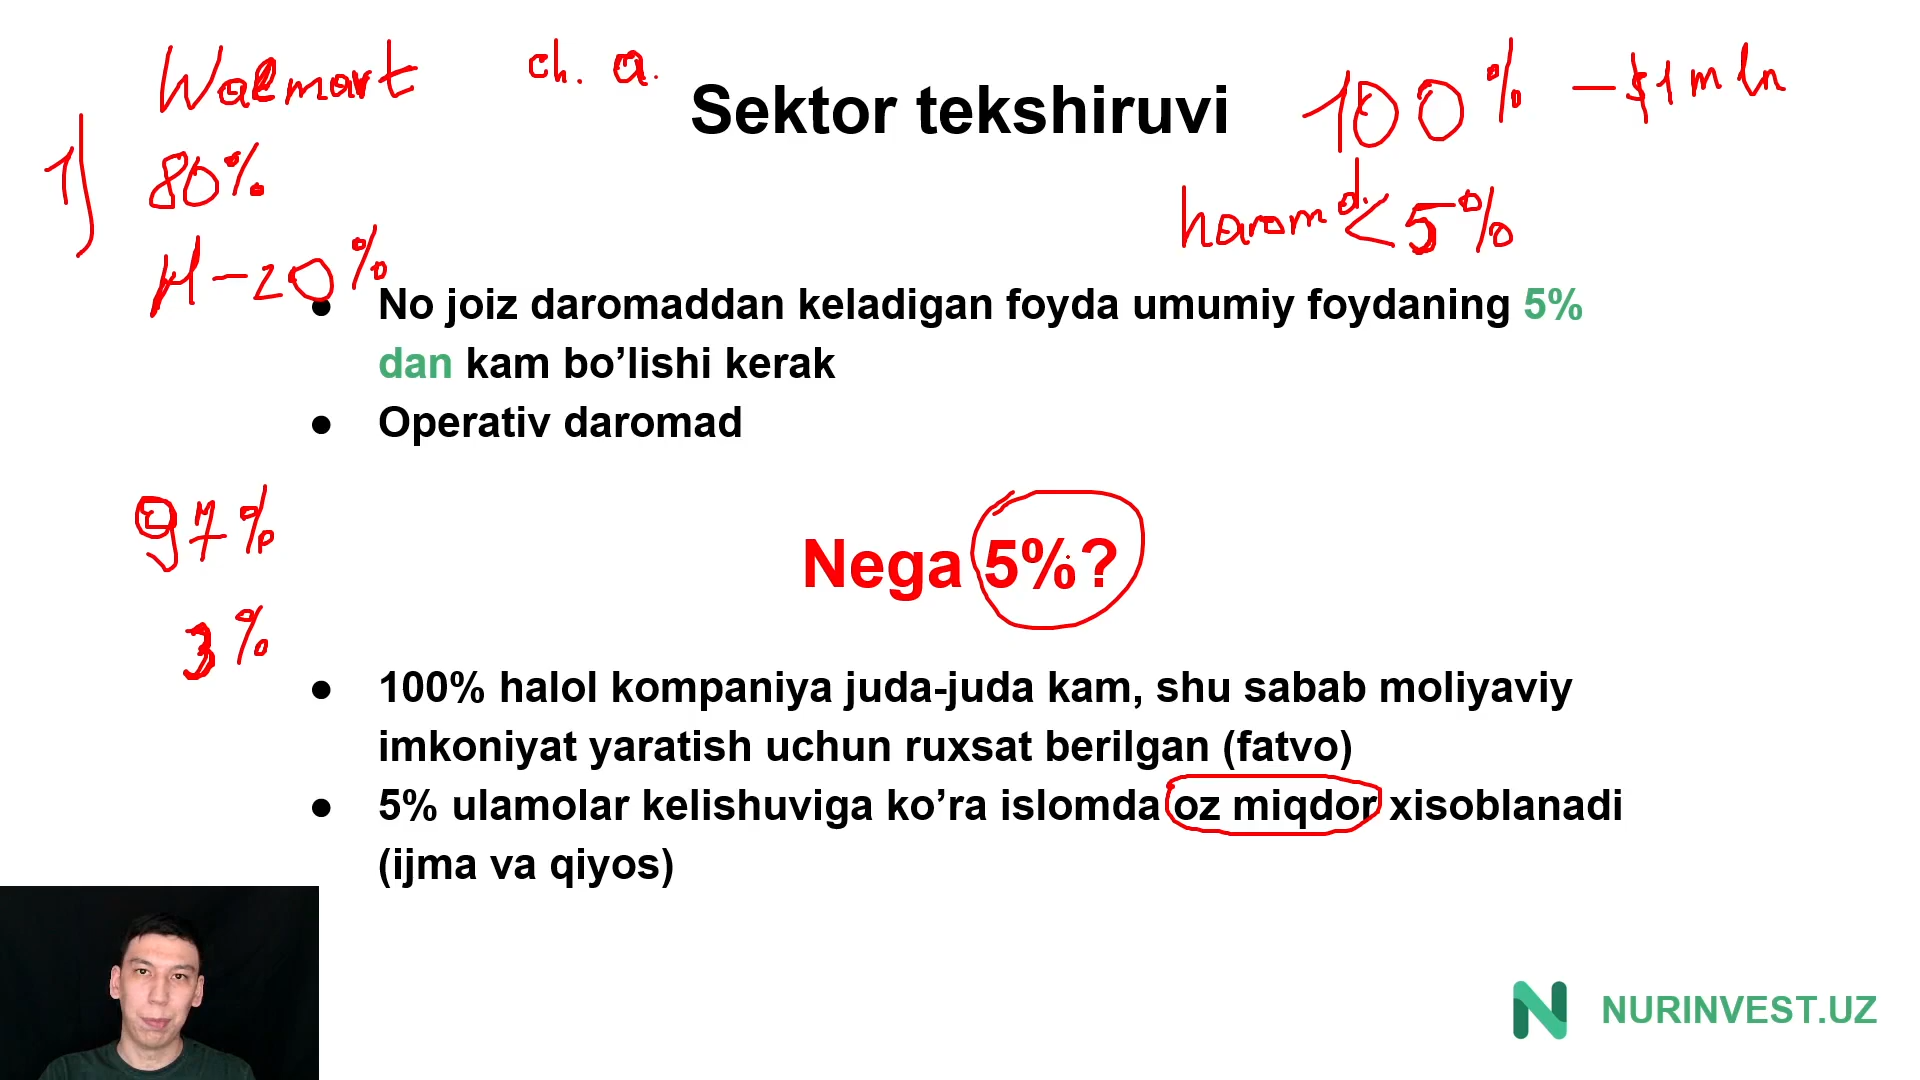 Walmart ch. a.
Sektor tekshiruvi
100% - $1 mln
1)
80%
harom d. < 5%
M - 20%
● No joiz daromaddan keladigan foyda umumiy foydaning 5%
dan kam bo’lishi kerak
● Operativ daromad
97%
Nega 5%?
3%
● 100% halol kompaniya juda-juda kam, shu sabab moliyaviy
imkoniyat yaratish uchun ruxsat berilgan (fatvo)
● 5% ulamolar kelishuviga ko’ra islomda oz miqdor xisoblanadi
(ijma va qiyos)
NURINVEST.UZ